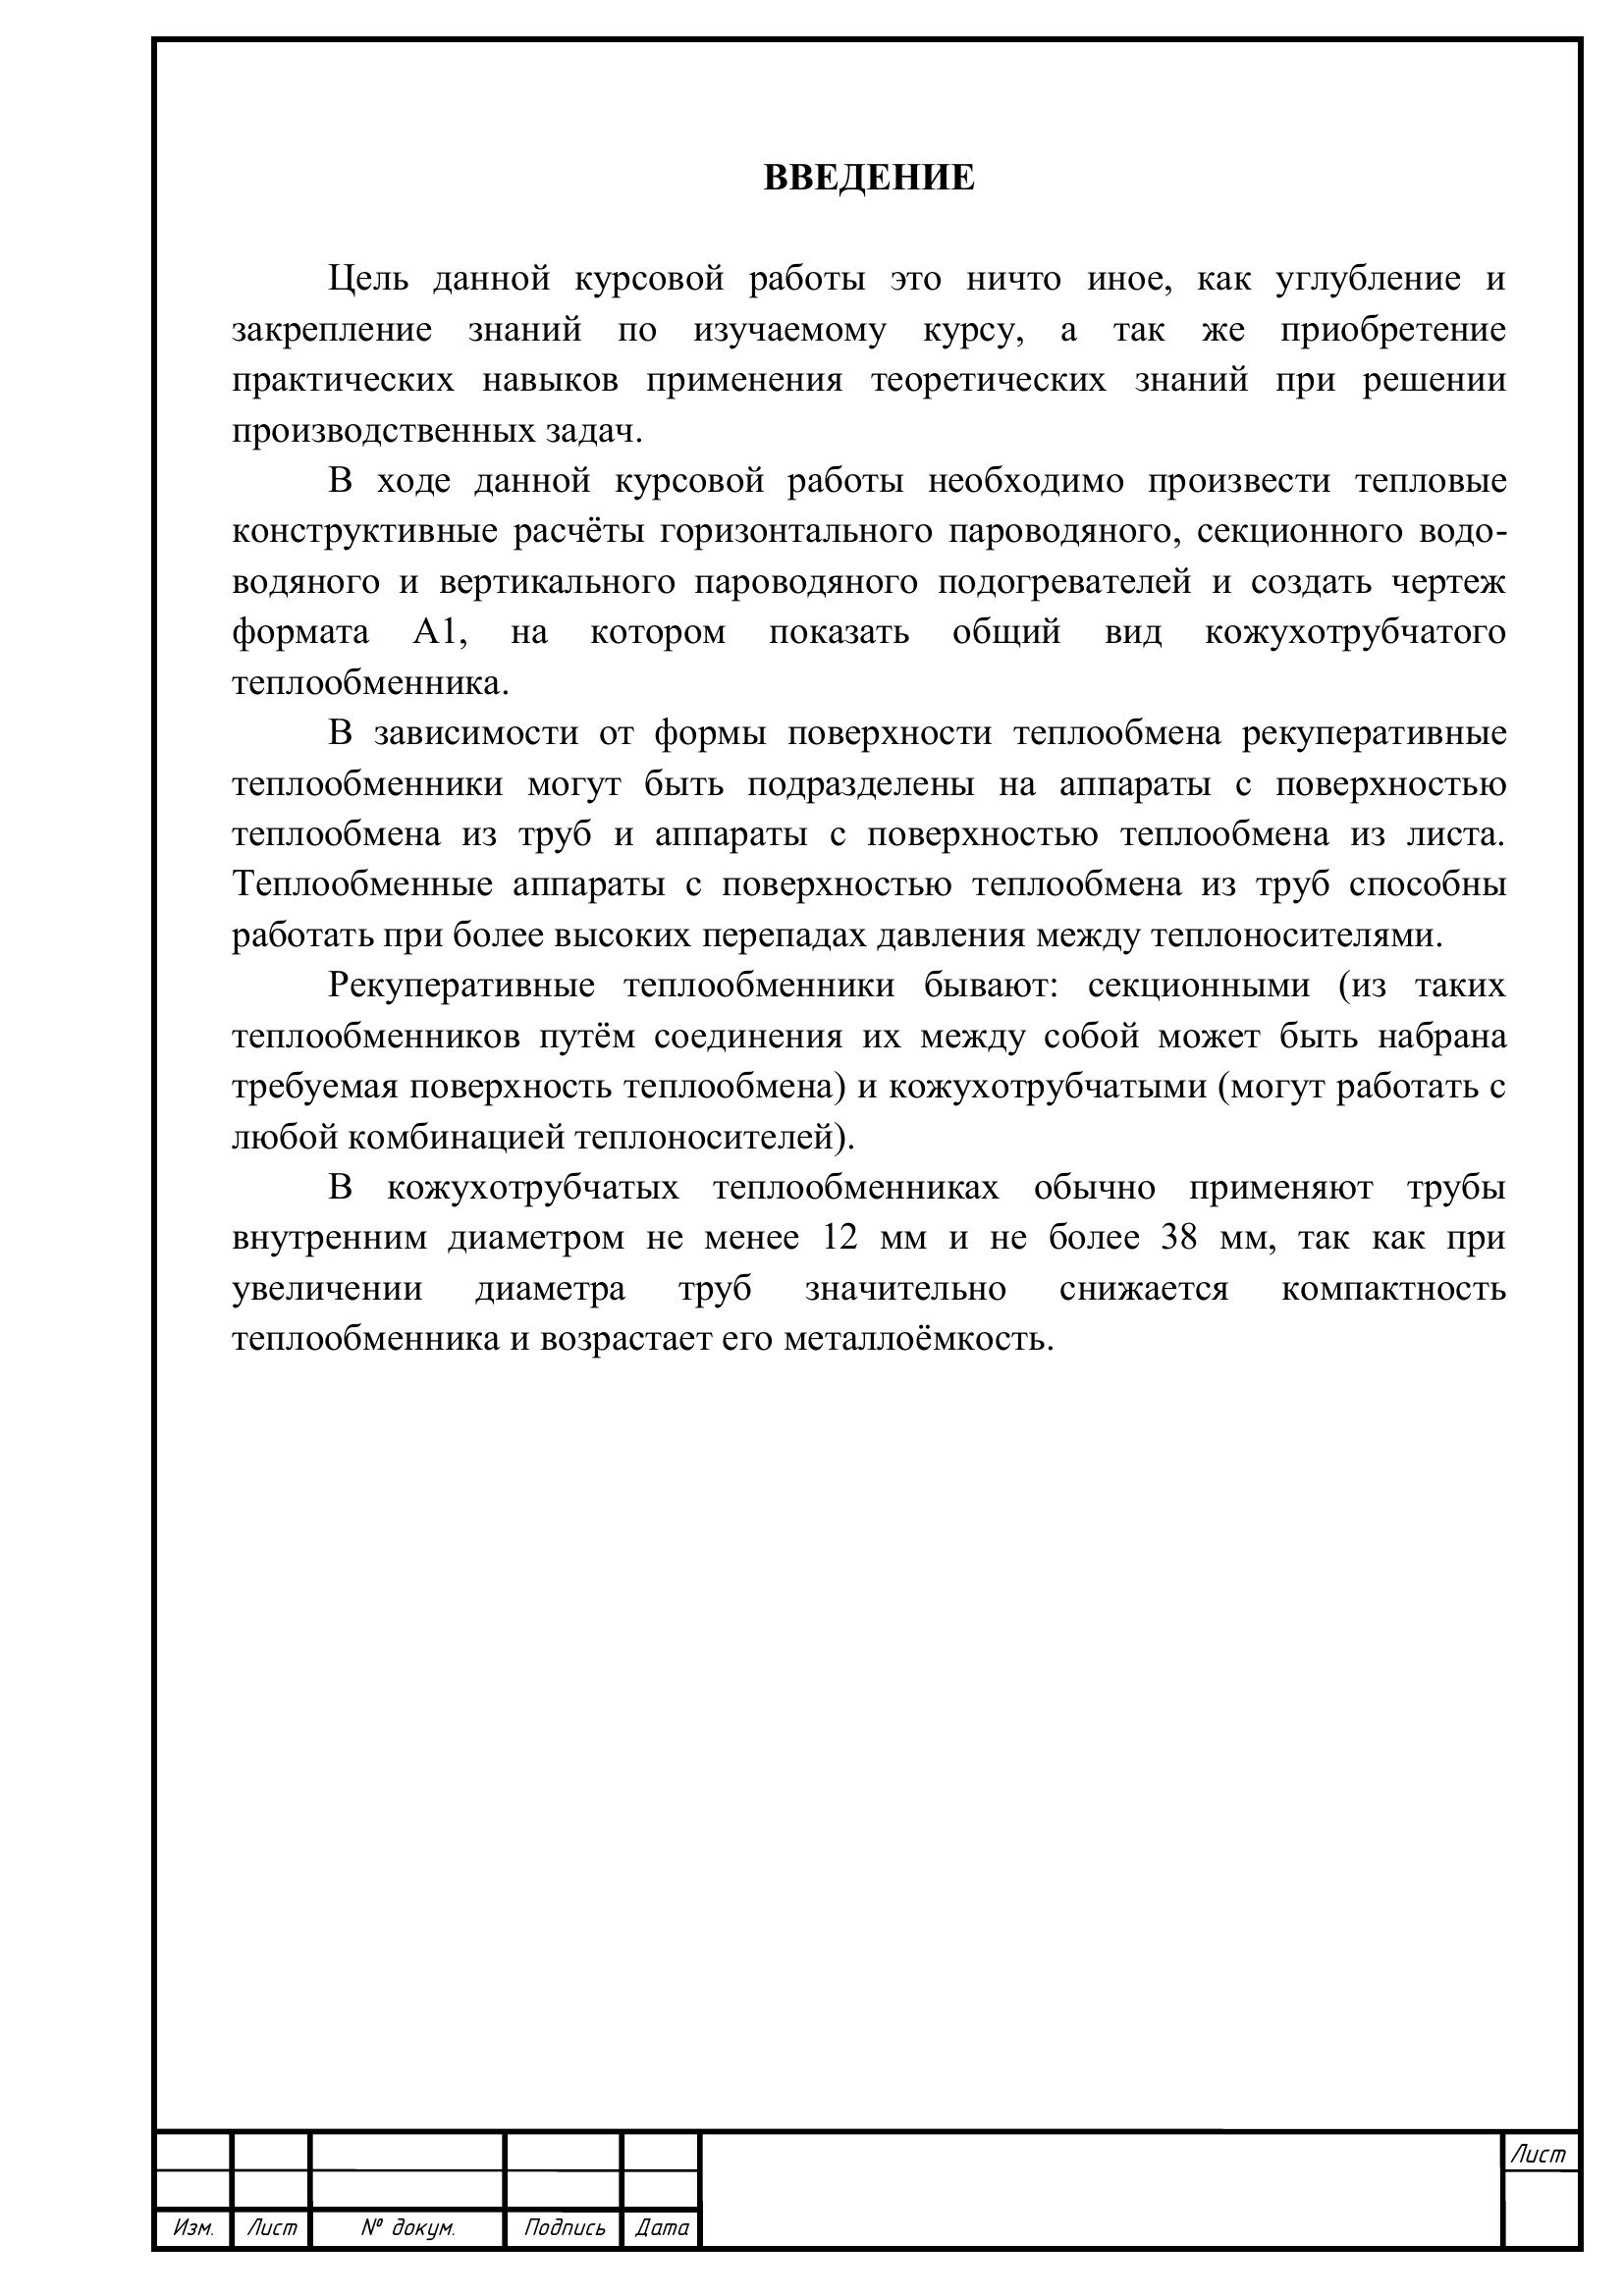 ВВЕДЕНИЕ
Цель данной курсовой работы это ничто иное, как углубление и
закрепление знаний по изучаемому курсу, а так же приобретение
практических навыков применения теоретических знаний при решении
производственных задач.
В ходе данной курсовой работы необходимо произвести тепловые
конструктивные расчёты горизонтального пароводяного, секционного водо-
водяного и вертикального пароводяного подогревателей и создать чертеж
формата А1, на котором показать общий вид кожухотрубчатого
теплообменника.
В зависимости от формы поверхности теплообмена рекуперативные
теплообменники могут быть подразделены на аппараты с поверхностью
теплообмена из труб и аппараты с поверхностью теплообмена из листа.
Теплообменные аппараты с поверхностью теплообмена из труб способны
работать при более высоких перепадах давления между теплоносителями.
Рекуперативные теплообменники бывают: секционными (из таких
теплообменников путём соединения их между собой может быть набрана
требуемая поверхность теплообмена) и кожухотрубчатыми (могут работать с
любой комбинацией теплоносителей).
В кожухотрубчатых теплообменниках обычно применяют трубы
внутренним диаметром не менее 12 мм и не более 38 мм, так как при
увеличении диаметра труб значительно снижается компактность
теплообменника и возрастает его металлоёмкость.
Лист
Изм. Лист № докум. Подпись Дата